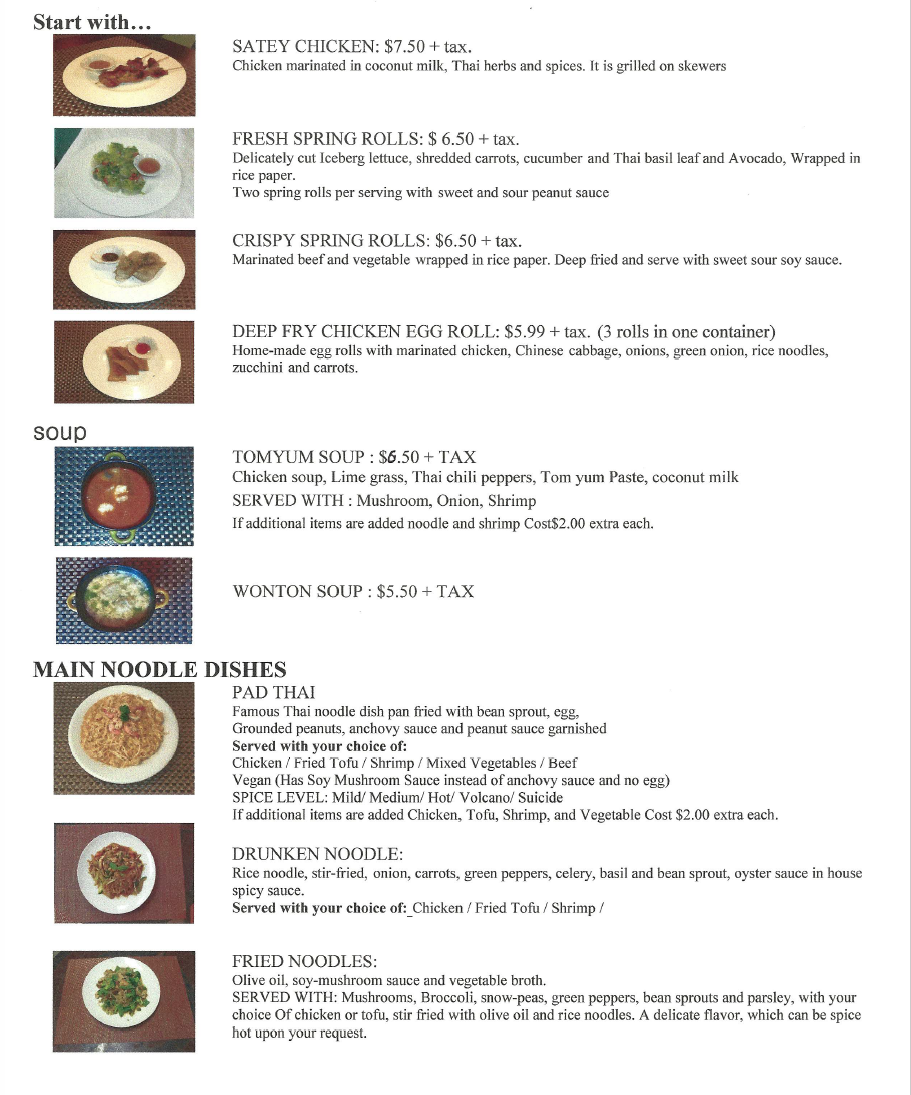 Start with…
SATEY CHICKEN: $7.50 + tax.
Chicken marinated in coconut milk, Thai herbs and spices. It is grilled on skewers
FRESH SPRING ROLLS: $ 6.50 + tax.
Delicately cut Iceberg lettuce, shredded carrots, cucumber and Thai basil leaf and Avocado, Wrapped in
rice paper.
Two spring rolls per serving with sweet and sour peanut sauce
CRISPY SPRING ROLLS: $6.50 + tax.
Marinated beef and vegetable wrapped in rice paper. Deep fried and serve with sweet sour soy sauce.
DEEP FRY CHICKEN EGG ROLL: $5.99 + tax. (3 rolls in one container)
Home-made egg rolls with marinated chicken, Chinese cabbage, onions, green onion, rice noodles,
zucchini and carrots.
soup
TOMYUM SOUP : $6.50 + TAX
Chicken soup, Lime grass, Thai chili peppers, Tom yum Paste, coconut milk
SERVED WITH : Mushroom, Onion, Shrimp
If additional items are added noodle and shrimp Cost$2.00 extra each.
WONTON SOUP : $5.50 + TAX
MAIN NOODLE DISHES
PAD THAI
Famous Thai noodle dish pan fried with bean sprout, egg,
Grounded peanuts, anchovy sauce and peanut sauce garnished
Served with your choice of:
Chicken / Fried Tofu / Shrimp / Mixed Vegetables / Beef
Vegan (Has Soy Mushroom Sauce instead of anchovy sauce and no egg)
SPICE LEVEL: Mild/ Medium/ Hot/ Volcano/ Suicide
If additional items are added Chicken, Tofu, Shrimp, and Vegetable Cost $2.00 extra each.
DRUNKEN NOODLE:
Rice noodle, stir-fried, onion, carrots, green peppers, celery, basil and bean sprout, oyster sauce in house
spicy sauce.
Served with your choice of: Chicken / Fried Tofu / Shrimp /
FRIED NOODLES:
Olive oil, soy-mushroom sauce and vegetable broth.
SERVED WITH: Mushrooms, Broccoli, snow-peas, green peppers, bean sprouts and parsley, with your
choice Of chicken or tofu, stir fried with olive oil and rice noodles. A delicate flavor, which can be spice
hot upon your request.